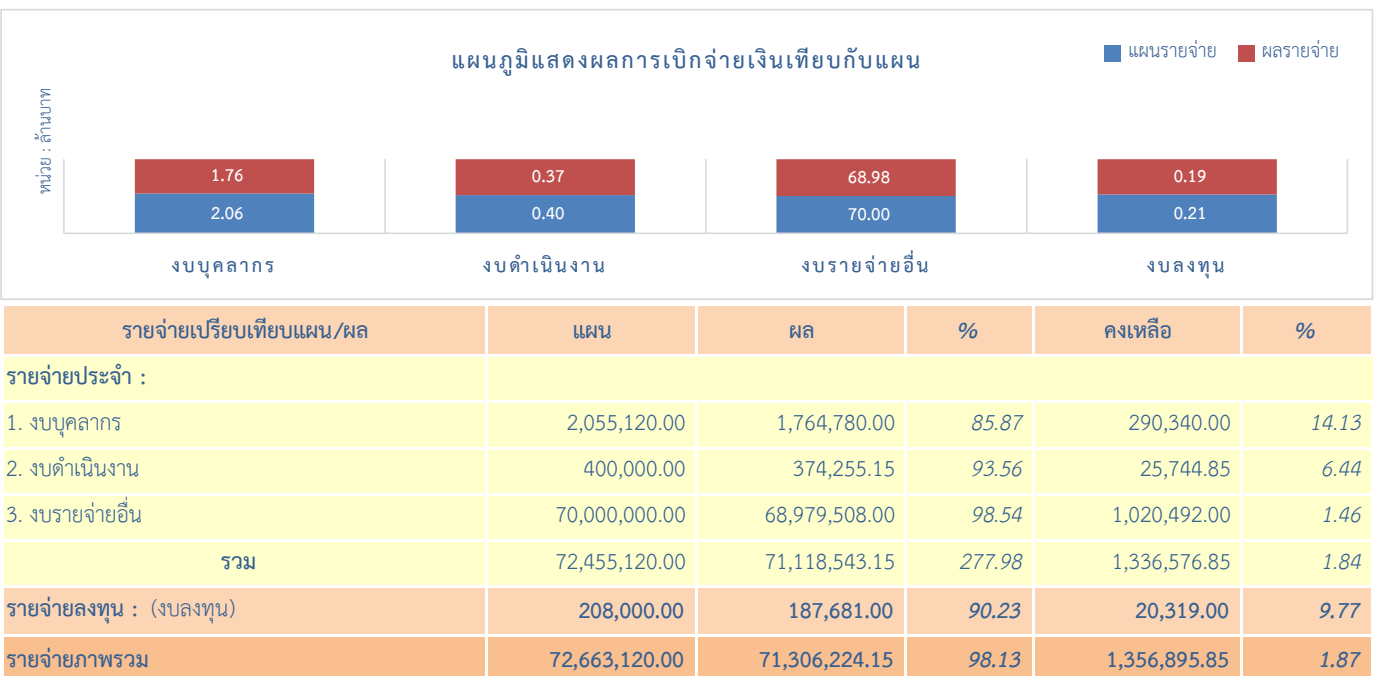 แผนภูมิแสดงผลการเบิกจ่ายเงินเทียบกับแผน
แผนรายจ่าย ผลรายจ่าย
หน่วย : ล้านบาท
1.76 0.37 68.98 0.19
2.06 0.40 70.00 0.21
งบบุคลากร งบดำเนินงาน งบรายจ่ายอื่น งบลงทุน
รายจ่ายเปรียบเทียบแผน/ผล แผน ผล % คงเหลือ %
รายจ่ายประจำ :
1. งบบุคลากร 2,055,120.00 1,764,780.00 85.87 290,340.00 14.13
2. งบดำเนินงาน 400,000.00 374,255.15 93.56 25,744.85 6.44
3. งบรายจ่ายอื่น 70,000,000.00 68,979,508.00 98.54 1,020,492.00 1.46
รวม 72,455,120.00 71,118,543.15 277.98 1,336,576.85 1.84
รายจ่ายลงทุน : (งบลงทุน) 208,000.00 187,681.00 90.23 20,319.00 9.77
รายจ่ายภาพรวม 72,663,120.00 71,306,224.15 98.13 1,356,895.85 1.87